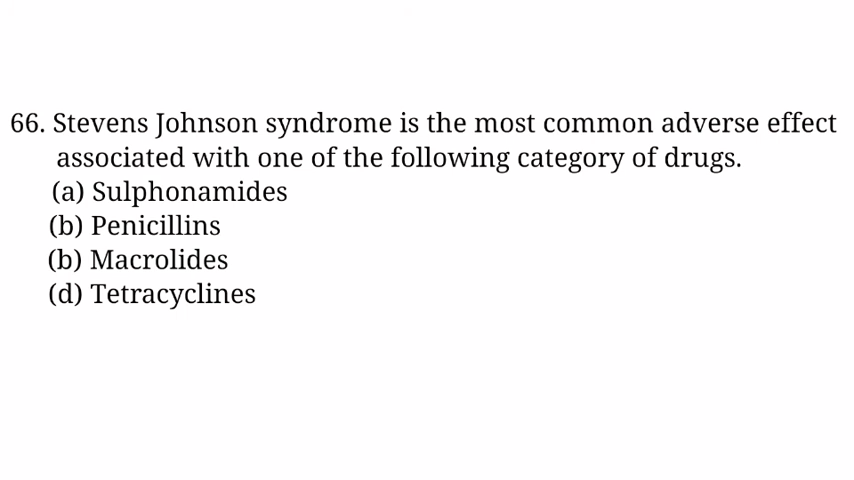 66. Stevens Johnson syndrome is the most common adverse effect
associated with one of the following category of drugs.
(a) Sulphonamides
(b) Penicillins
(b) Macrolides
(d) Tetracyclines